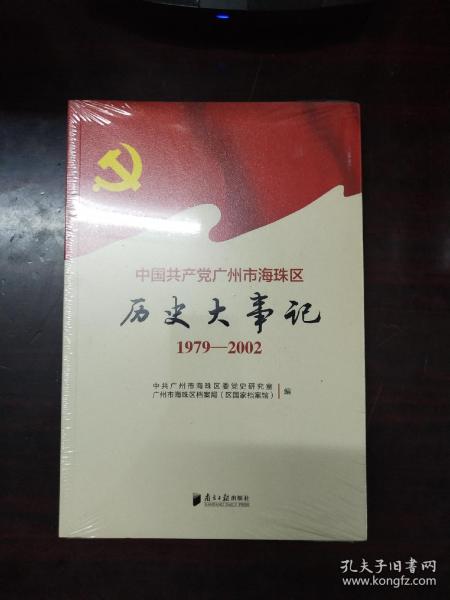 中国共产党广州市海珠区
历史大事记
1979—2002
中共广州市海珠区委党史研究室
广州市海珠区档案局（区国家档案馆）
编
南方日报出版社
NANFANG DAILY PRESS
孔夫子旧书网
www.kongfz.com